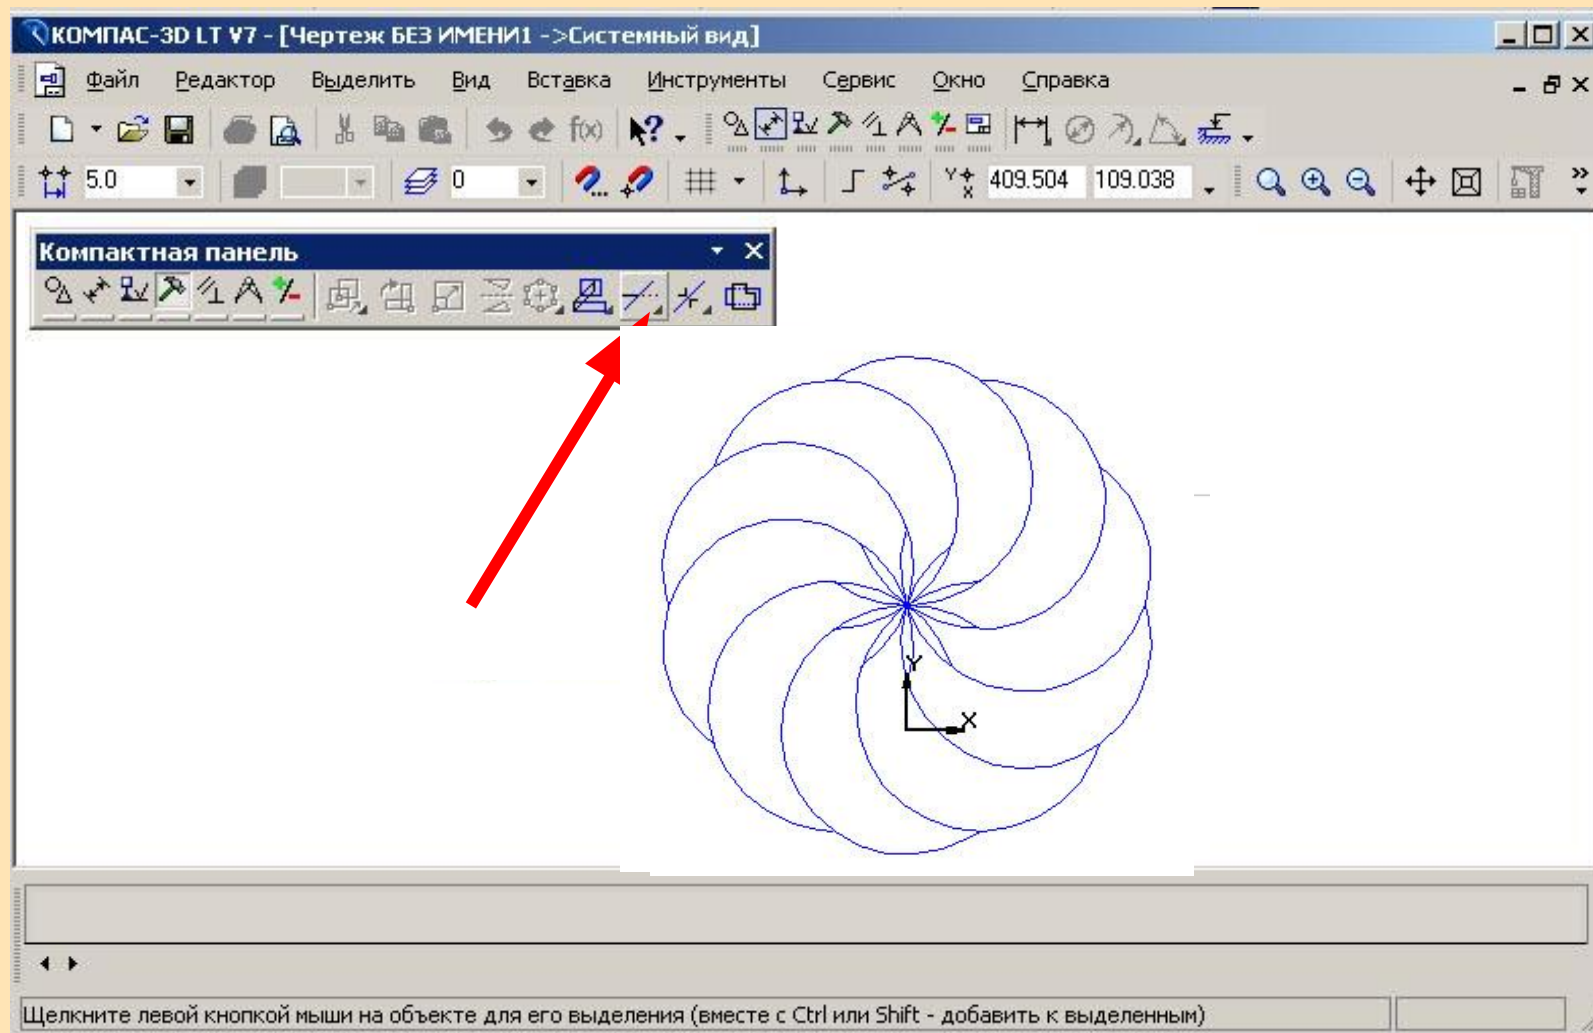 КОМПАС-3D LT V7 - [Чертеж БЕЗ ИМЕНИ1 ->Системный вид]
Файл Редактор Выделить Вид Вставка Инструменты Сервис Окно Справка
f(x)
5.0 0 409.504 109.038
Компактная панель
Y
X
Щелкните левой кнопкой мыши на объекте для его выделения (вместе с Ctrl или Shift - добавить к выделенным)